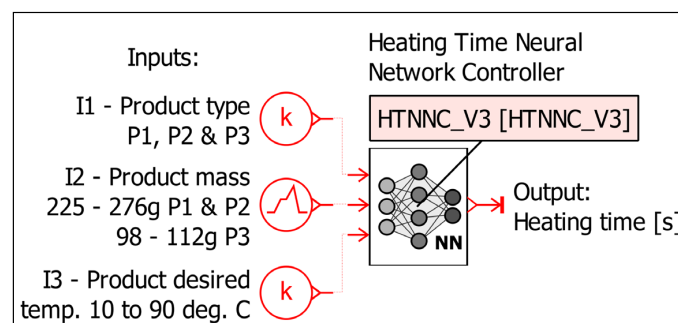 Inputs:
Heating Time Neural
Network Controller
I1 - Product type
P1, P2 & P3
k
HTNNC_V3 [HTNNC_V3]
I2 - Product mass
225 - 276g P1 & P2
98 - 112g P3
NN
Output:
Heating time [s]
I3 - Product desired
temp. 10 to 90 deg. C
k